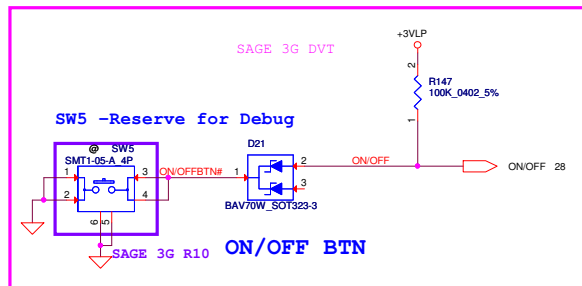 +3VLP
SAGE 3G DVT
2
R147
100K_0402_5%
1
SW5 -Reserve for Debug
@ SW5
SMT1-05-A_4P
D21
1 3 ON/OFFBTN# 1 2 ON/OFF ON/OFF 28
2 4 3
BAV70W_SOT323-3
6 5
SAGE 3G R10
ON/OFF BTN